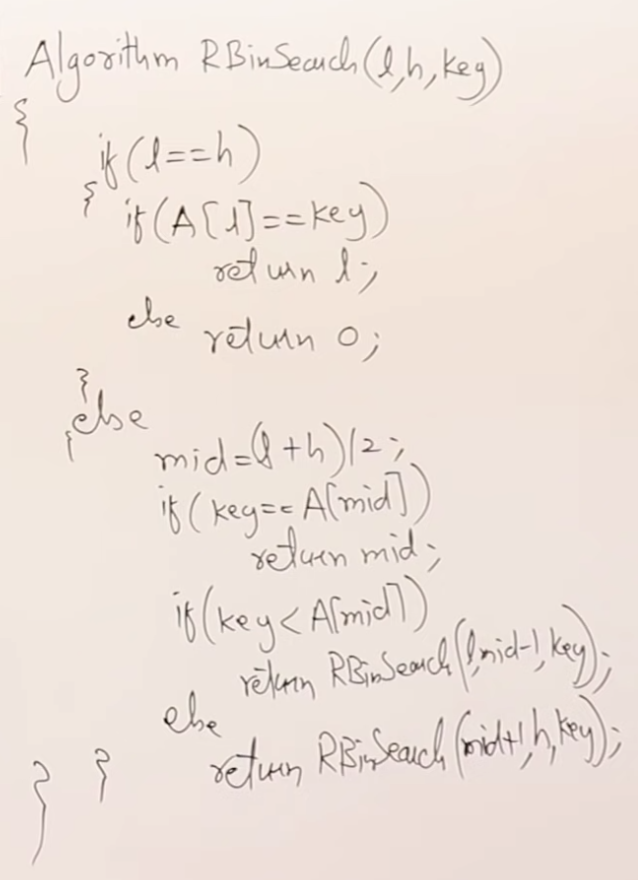 Algorithm RBinSearch(l,h,key)
{
if(l==h)
{ if(A[l]==key)
return l;
else return 0;
}
else
{ mid=(l+h)/2;
if(key==A[mid])
return mid;
if(key<A[mid])
return RBinSearch(l,mid-1,key);
else
return RBinSearch(mid+1,h,key);
} }